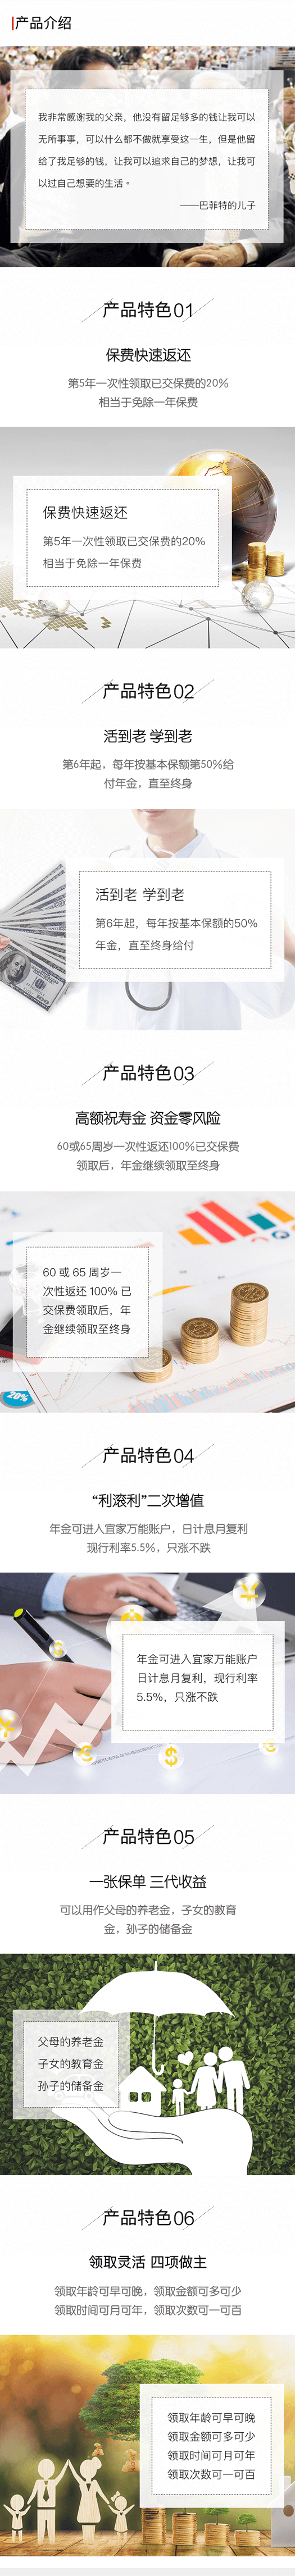 产品介绍
我非常感谢我的父亲，他没有留足够多的钱让我可以
无所事事，可以什么都不做就享受这一生，但是他留
给了我足够的钱，让我可以追求自己的梦想，让我可
以过自己想要的生活。
——巴菲特的儿子
产品特色01
保费快速返还
第5年一次性领取已交保费的20%
相当于免除一年保费
保费快速返还
第5年一次性领取已交保费的20%
相当于免除一年保费
产品特色02
活到老 学到老
第6年起，每年按基本保额第50%给
付年金，直至终身
活到老 学到老
第6年起，每年按基本保额的50%
年金，直至终身给付
产品特色03
高额祝寿金 资金零风险
60或65周岁一次性返还100%已交保费
领取后，年金继续领取至终身
60 或 65 周岁一
次性返还 100% 已
交保费领取后，年
金继续领取至终身
20%
产品特色04
“利滚利”二次增值
年金可进入宜家万能账户，日计息月复利
现行利率5.5%，只涨不跌
年金可进入宜家万能账户
日计息月复利，现行利率
5.5%，只涨不跌
产品特色05
一张保单 三代收益
可以用作父母的养老金，子女的教育
金，孙子的储备金
父母的养老金
子女的教育金
孙子的储备金
产品特色06
领取灵活 四项做主
领取年龄可早可晚，领取金额可多可少
领取时间可月可年，领取次数可一可百
领取年龄可早可晚
领取金额可多可少
领取时间可月可年
领取次数可一可百